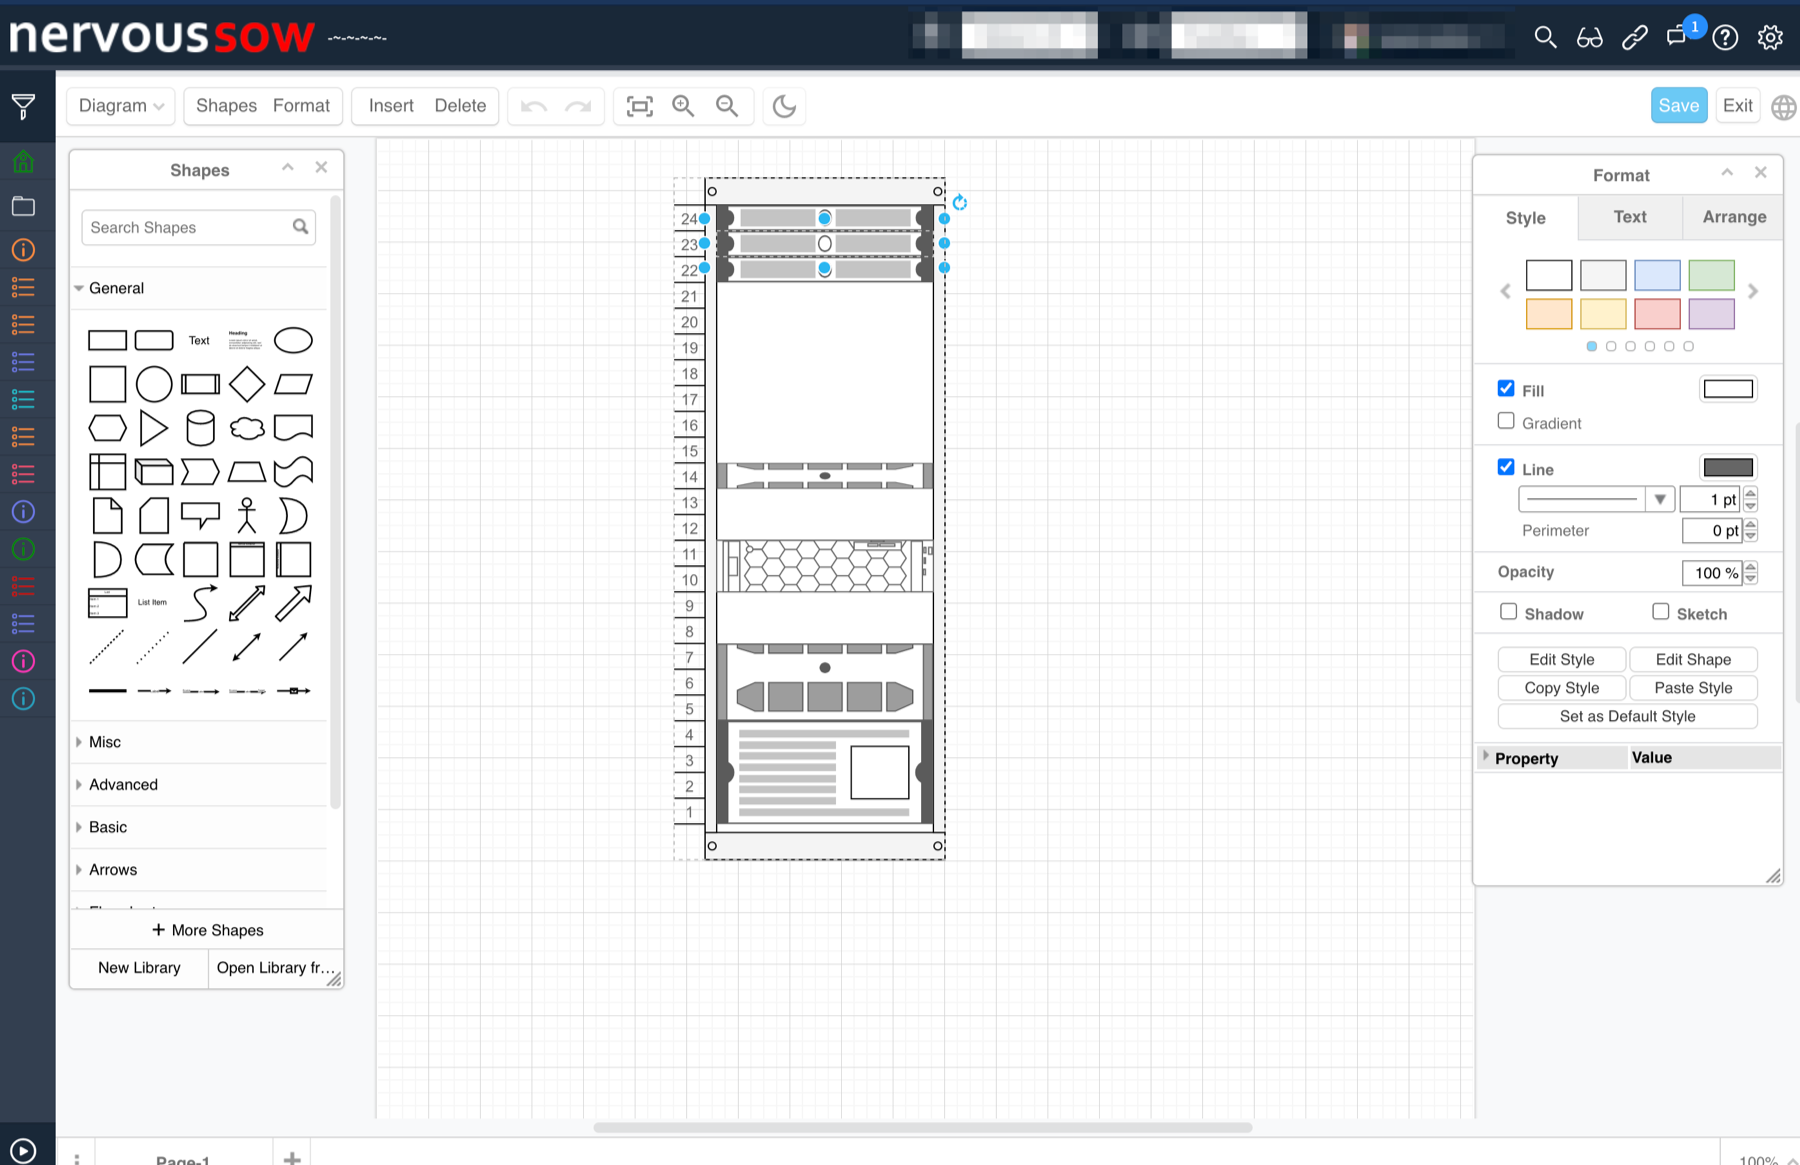 nervous sow -~-~-~-~-
1
Diagram
Shapes Format
Insert Delete
Save
Exit
Shapes
Search Shapes
General
Text
Heading
List Item
Misc
Advanced
Basic
Arrows
+ More Shapes
New Library
Open Library fr...
24
23
22
21
20
19
18
17
16
15
14
13
12
11
10
9
8
7
6
5
4
3
2
1
Format
Style Text Arrange
Fill
Gradient
Line
1 pt
Perimeter 0 pt
Opacity 100 %
Shadow Sketch
Edit Style Edit Shape
Copy Style Paste Style
Set as Default Style
Property Value
Page-1
100%